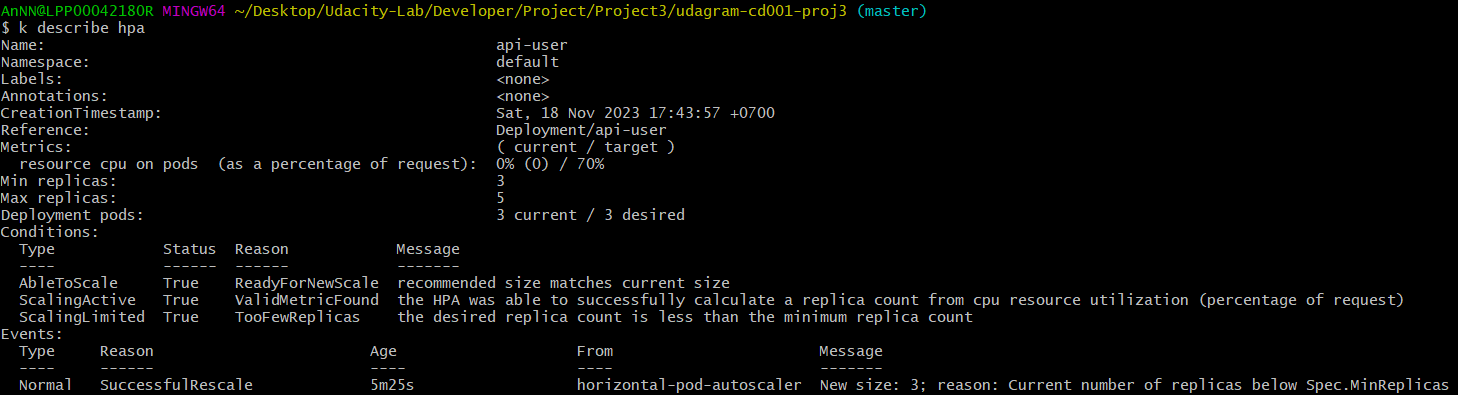 AnNN@LPP00042180R MINGW64 ~/Desktop/Udacity-Lab/Developer/Project/Project3/udagram-cd001-proj3 (master)
$ k describe hpa
Name:                                                  api-user
Namespace:                                             default
Labels:                                                <none>
Annotations:                                           <none>
CreationTimestamp:                                     Sat, 18 Nov 2023 17:43:57 +0700
Reference:                                             Deployment/api-user
Metrics:                                               ( current / target )
  resource cpu on pods  (as a percentage of request):  0% (0) / 70%
Min replicas:                                          3
Max replicas:                                          5
Deployment pods:                                       3 current / 3 desired
Conditions:
  Type            Status  Reason            Message
  ----            ------  ------            -------
  AbleToScale     True    ReadyForNewScale  recommended size matches current size
  ScalingActive   True    ValidMetricFound  the HPA was able to successfully calculate a replica count from cpu resource utilization (percentage of request)
  ScalingLimited  True    TooFewReplicas    the desired replica count is less than the minimum replica count
Events:
  Type     Reason                        Age                    From                       Message
  ----     ------                        ----                   ----                       -------
  Normal   SuccessfulRescale             5m25s                  horizontal-pod-autoscaler  New size: 3; reason: Current number of replicas below Spec.MinReplicas